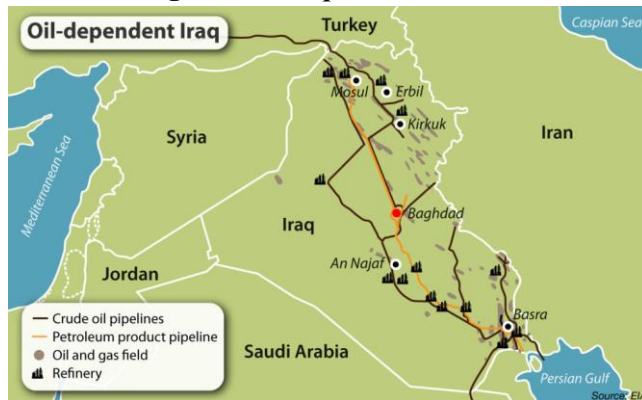 Oil-dependent Iraq
Turkey
Caspian Sea
Mosul
Erbil
Kirkuk
Syria
Iran
Mediterranean Sea
Baghdad
Iraq
An Najaf
Jordan
Crude oil pipelines
Petroleum product pipeline
Oil and gas field
Refinery
Basra
Saudi Arabia
Persian Gulf
Source: